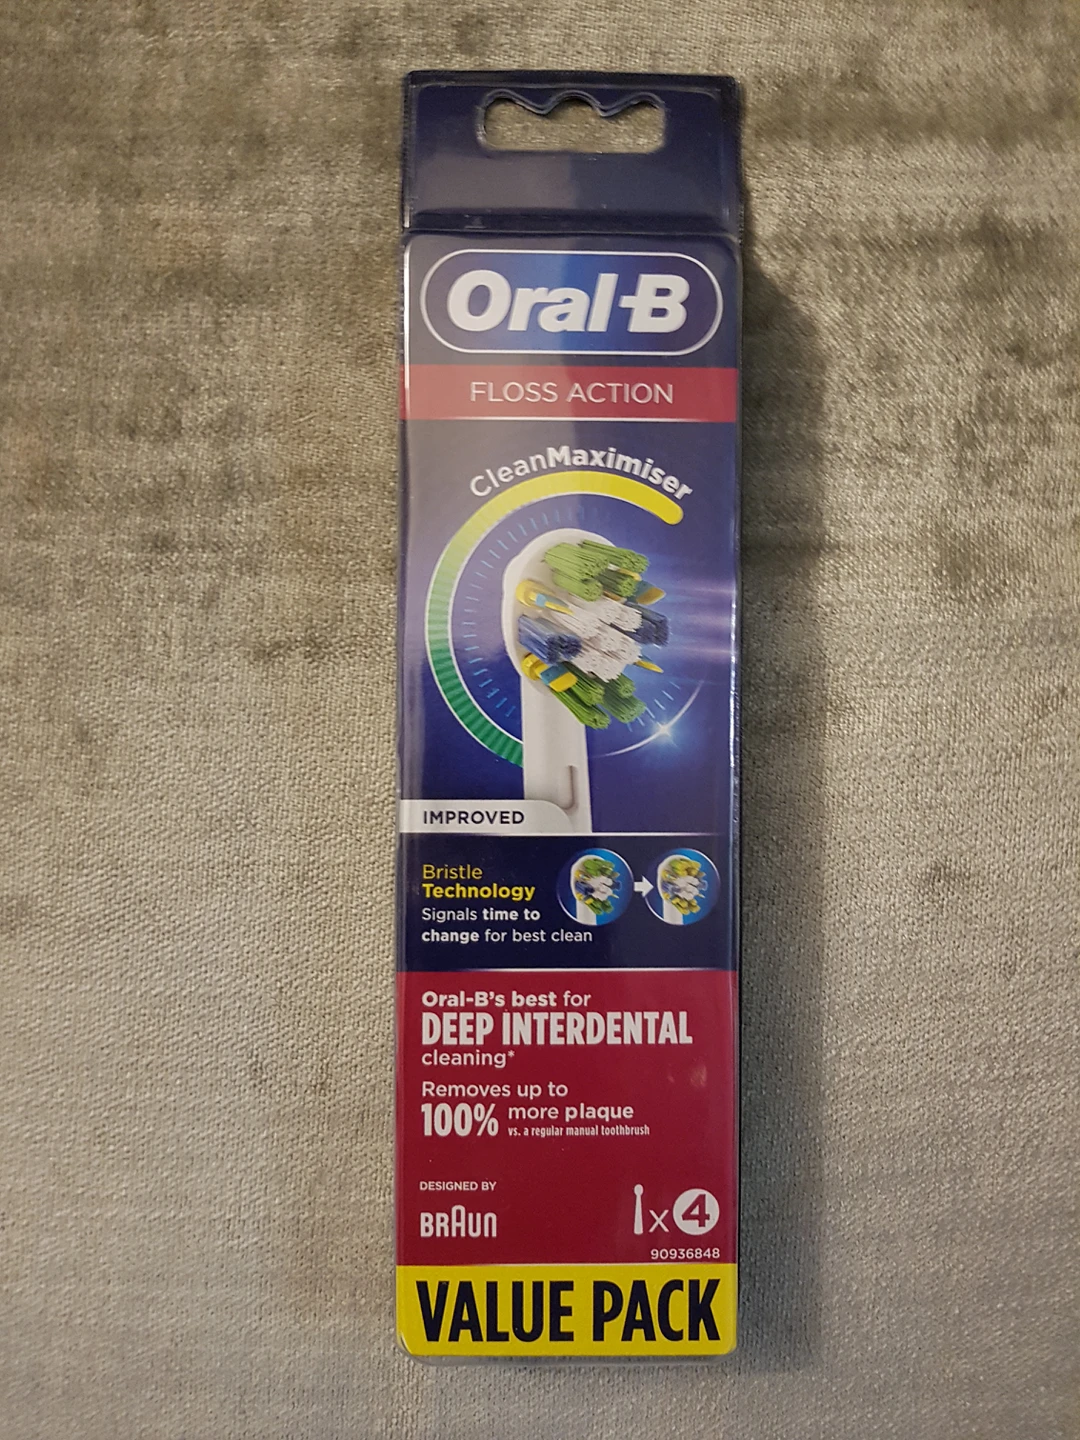 Oral-B
FLOSS ACTION
CleanMaximiser
IMPROVED
Bristle
Technology
Signals time to
change for best clean
Oral-B's best for
DEEP INTERDENTAL
cleaning*
Removes up to
100% more plaque
vs. a regular manual toothbrush
DESIGNED BY
BRAUN
x 4
90936848
VALUE PACK